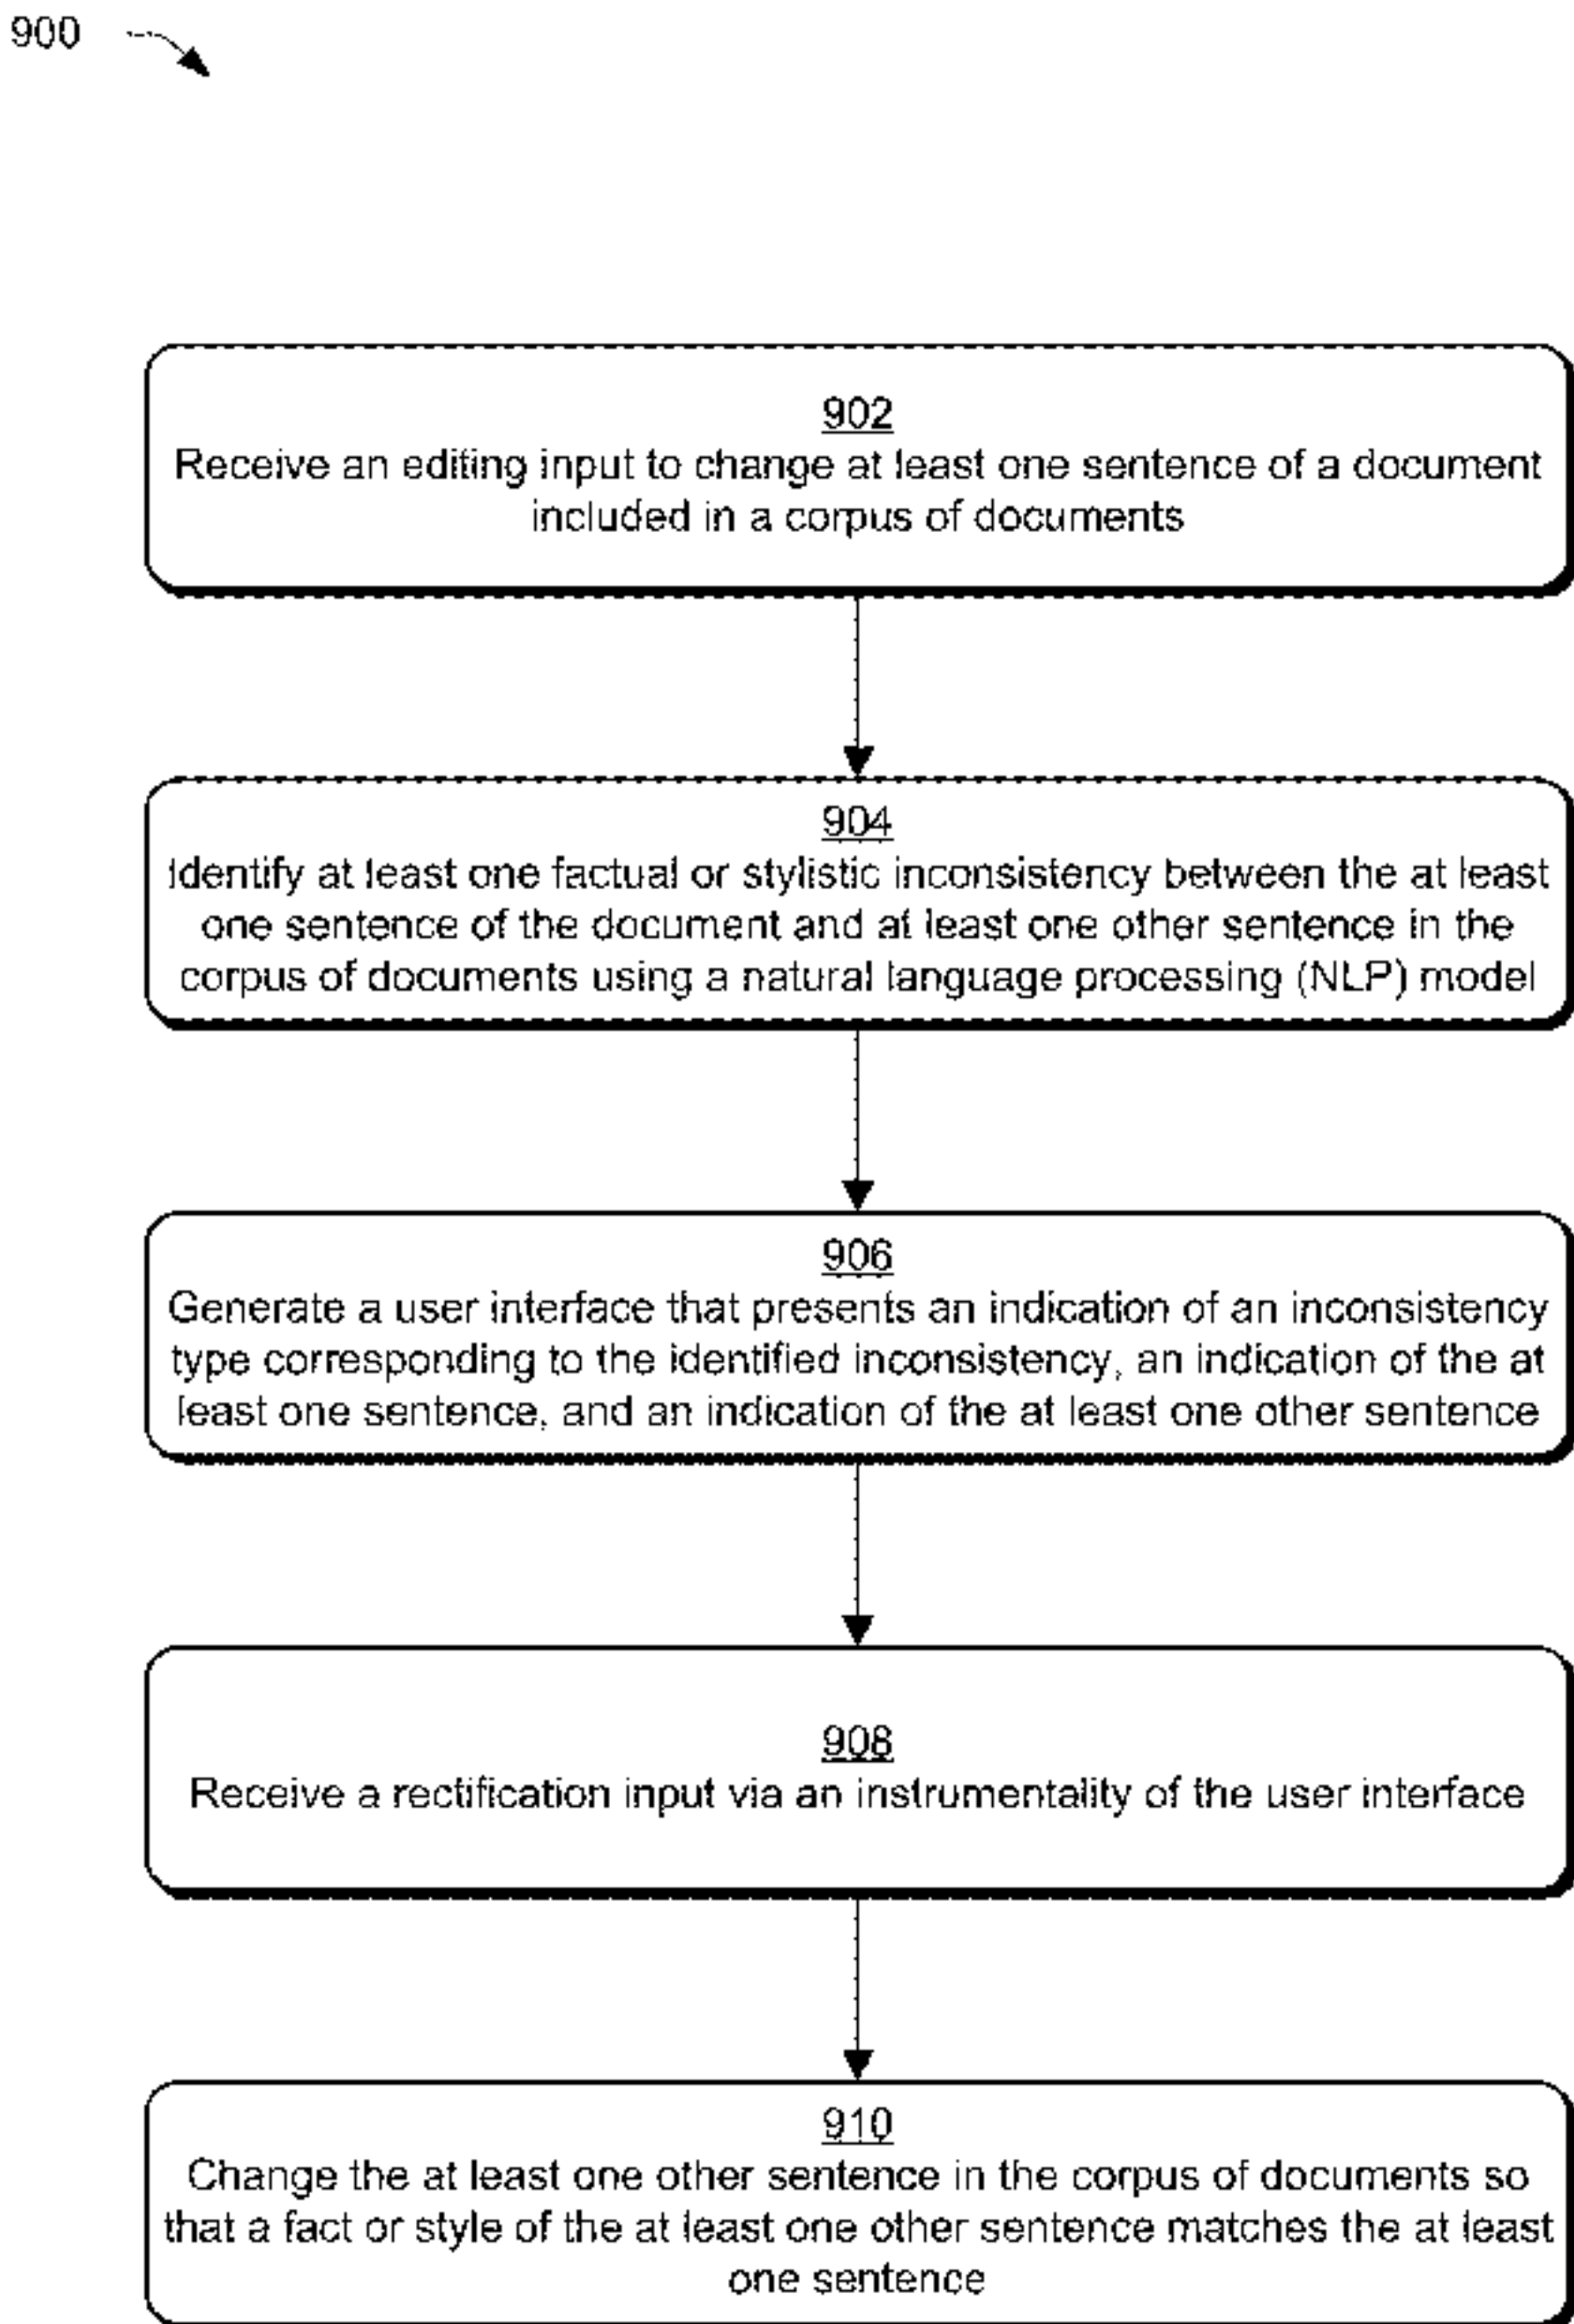 900
902
Receive an editing input to change at least one sentence of a document
included in a corpus of documents
904
Identify at least one factual or stylistic inconsistency between the at least
one sentence of the document and at least one other sentence in the
corpus of documents using a natural language processing (NLP) model
906
Generate a user interface that presents an indication of an inconsistency
type corresponding to the identified inconsistency, an indication of the at
least one sentence, and an indication of the at least one other sentence
908
Receive a rectification input via an instrumentality of the user interface
910
Change the at least one other sentence in the corpus of documents so
that a fact or style of the at least one other sentence matches the at least
one sentence